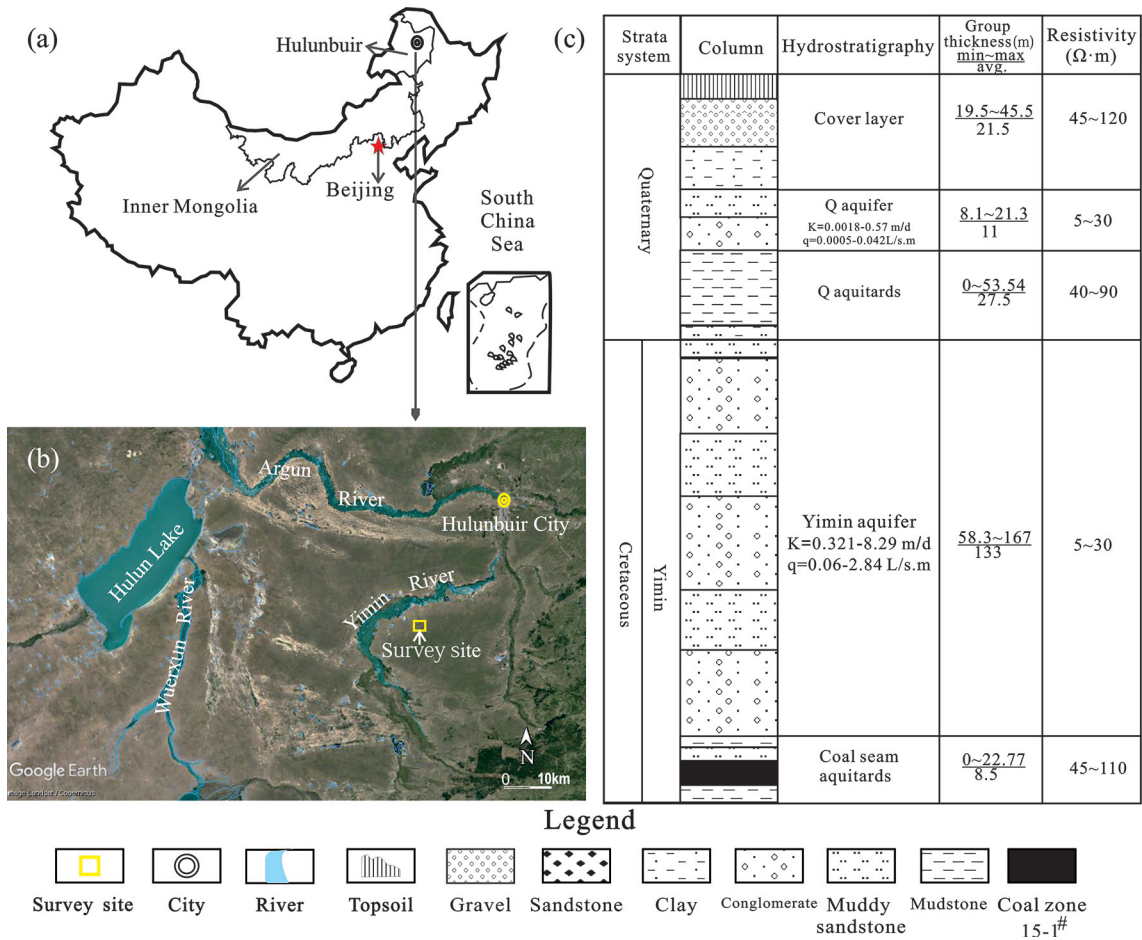 (a)
Hulunbuir
Inner Mongolia
Beijing
South
China
Sea
(b)
Argun
River
Hulunbuir City
Hulun Lake
Wuerxun River
Yimin River
Survey site
N
0 10km
Google Earth
Image Landsat / Copernicus
(c)
Strata
system
Column
Hydrostratigraphy
Group
thickness(m)
min~max
avg.
Resistivity
(Ω·m)
Quaternary
Cover layer
19.5~45.5
21.5
45~120
Q aquifer
K=0.0018-0.57 m/d
q=0.0005-0.042L/s.m
8.1~21.3
11
5~30
Q aquitards
0~53.54
27.5
40~90
Cretaceous
Yimin
Yimin aquifer
K=0.321-8.29 m/d
q=0.06-2.84 L/s.m
58.3~167
133
5~30
Coal seam
aquitards
0~22.77
8.5
45~110
Legend
Survey site
City
River
Topsoil
Gravel
Sandstone
Clay
Conglomerate
Muddy
sandstone
Mudstone
Coal zone
15-1#